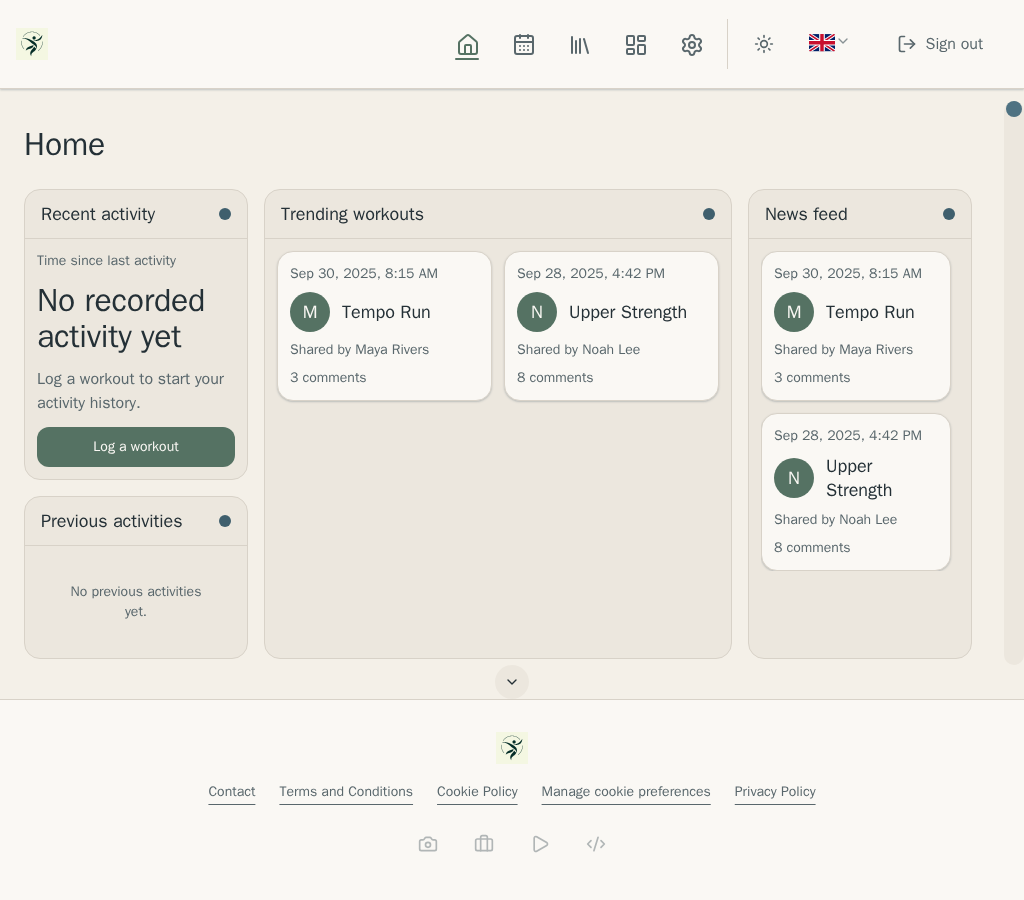 Sign out
Home
Recent activity
Time since last activity
No recorded
activity yet
Log a workout to start your
activity history.
Log a workout
Previous activities
No previous activities
yet.
Trending workouts
Sep 30, 2025, 8:15 AM
M
Tempo Run
Shared by Maya Rivers
3 comments
Sep 28, 2025, 4:42 PM
N
Upper Strength
Shared by Noah Lee
8 comments
News feed
Sep 30, 2025, 8:15 AM
M
Tempo Run
Shared by Maya Rivers
3 comments
Sep 28, 2025, 4:42 PM
N
Upper
Strength
Shared by Noah Lee
8 comments
Contact
Terms and Conditions
Cookie Policy
Manage cookie preferences
Privacy Policy